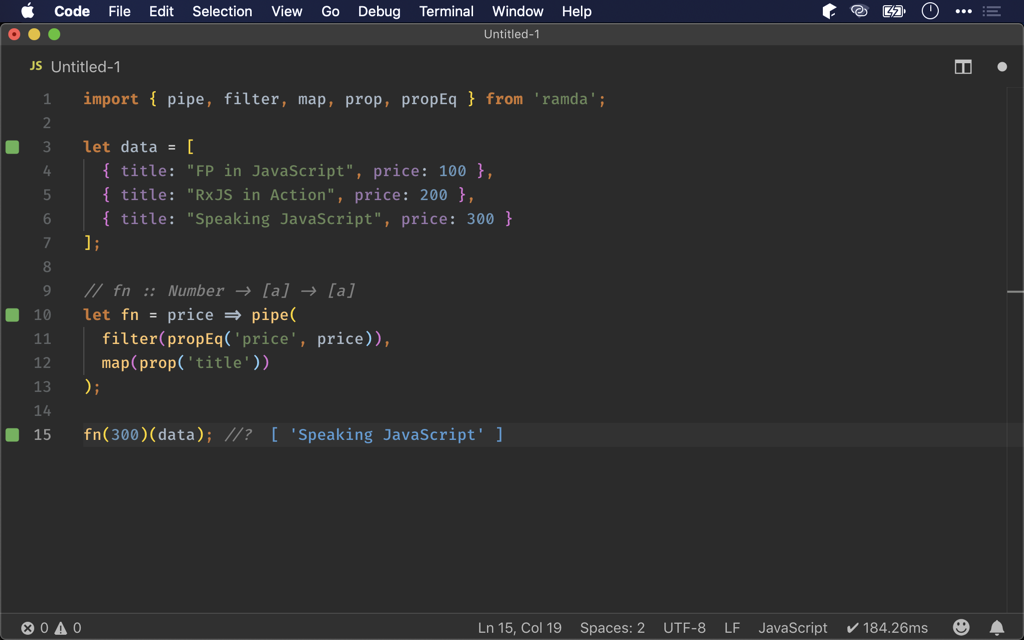 Code File Edit Selection View Go Debug Terminal Window Help
Untitled-1
JS Untitled-1
1 import { pipe, filter, map, prop, propEq } from 'ramda';
2
3 let data = [
4 { title: "FP in JavaScript", price: 100 },
5 { title: "RxJS in Action", price: 200 },
6 { title: "Speaking JavaScript", price: 300 }
7 ];
8
9 // fn :: Number → [a] → [a]
10 let fn = price ⇒ pipe(
11 filter(propEq('price', price)),
12 map(prop('title'))
13 );
14
15 fn(300)(data); //? [ 'Speaking JavaScript' ]
0 0 Ln 15, Col 19 Spaces: 2 UTF-8 LF JavaScript ✔ 184.26ms